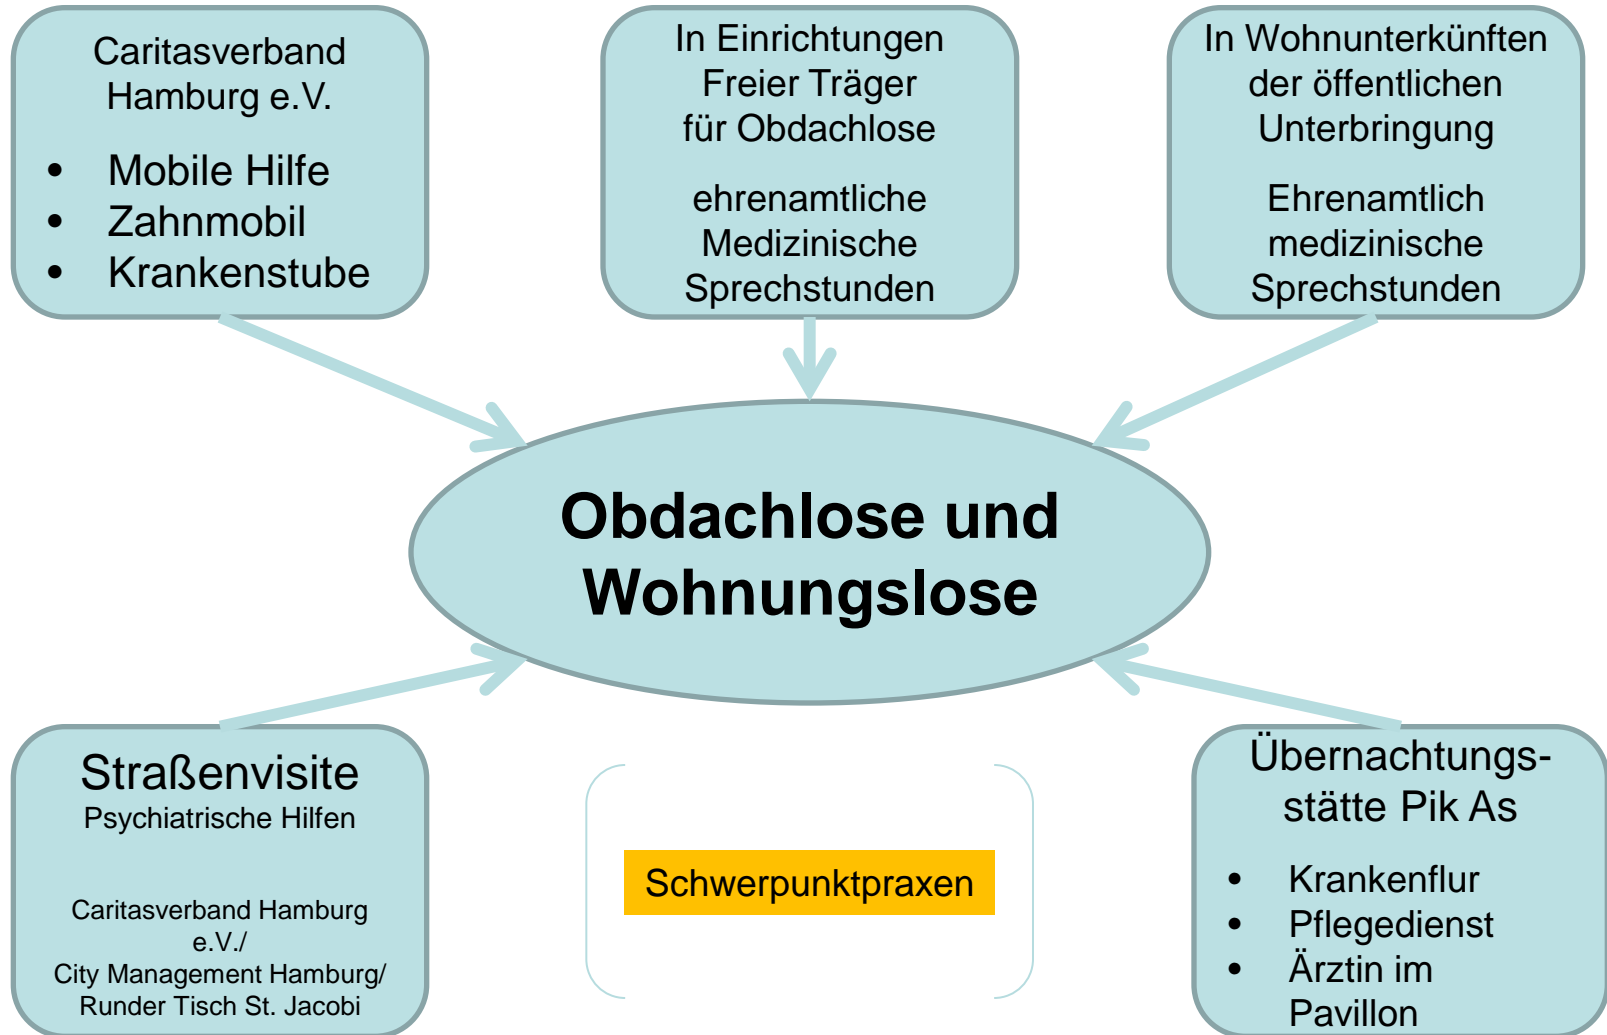 Caritasverband
Hamburg e.V.
• Mobile Hilfe
• Zahnmobil
• Krankenstube
In Einrichtungen
Freier Träger
für Obdachlose
ehrenamtliche
Medizinische
Sprechstunden
In Wohnunterkünften
der öffentlichen
Unterbringung
Ehrenamtlich
medizinische
Sprechstunden
Obdachlose und
Wohnungslose
Straßenvisite
Psychiatrische Hilfen
Caritasverband Hamburg
e.V./
City Management Hamburg/
Runder Tisch St. Jacobi
Schwerpunktpraxen
Übernachtungs-
stätte Pik As
• Krankenflur
• Pflegedienst
• Ärztin im
Pavillon